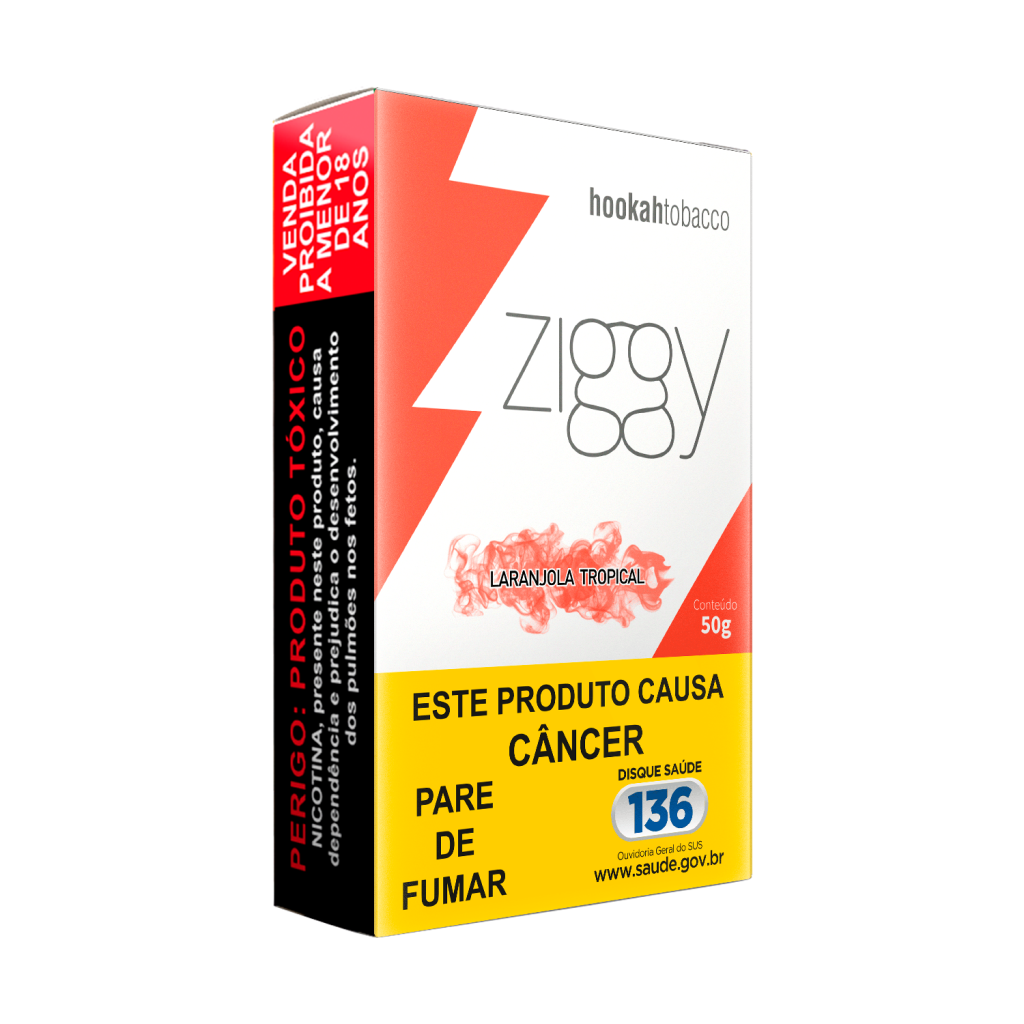 VENDA
PROIBIDA
A MENOR
DE 18
ANOS
PERIGO: PRODUTO TÓXICO
NICOTINA, presente neste produto, causa
dependência e prejudica o desenvolvimento
dos pulmões nos fetos.
hookahtobacco
ziggy
LARANJOLA TROPICAL
Conteúdo
50g
ESTE PRODUTO CAUSA
CÂNCER
PARE
DE
FUMAR
DISQUE SAÚDE
136
Ouvidoria Geral do SUS
www.saude.gov.br